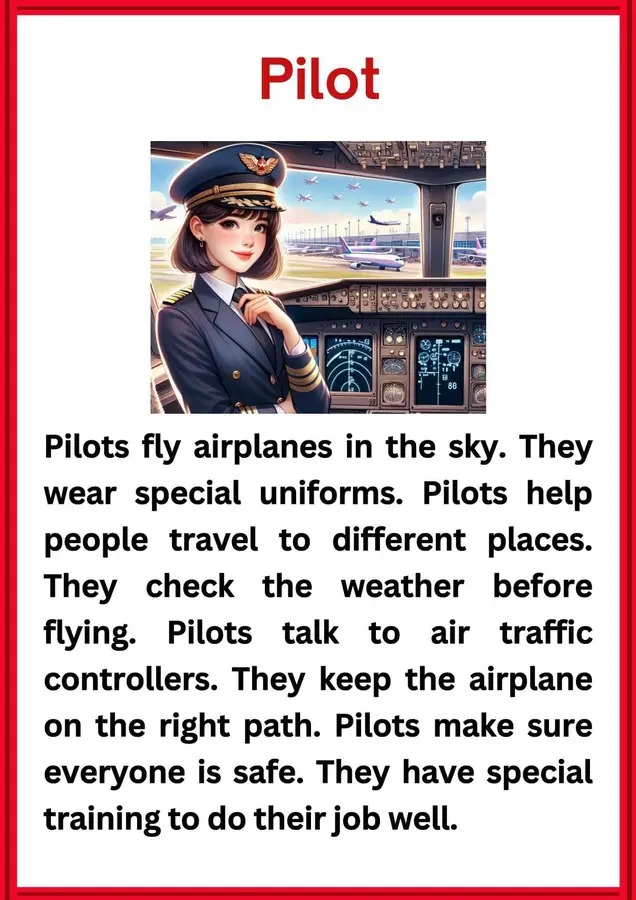 Pilot
Pilots fly airplanes in the sky. They
wear special uniforms. Pilots help
people travel to different places.
They check the weather before
flying. Pilots talk to air traffic
controllers. They keep the airplane
on the right path. Pilots make sure
everyone is safe. They have special
training to do their job well.